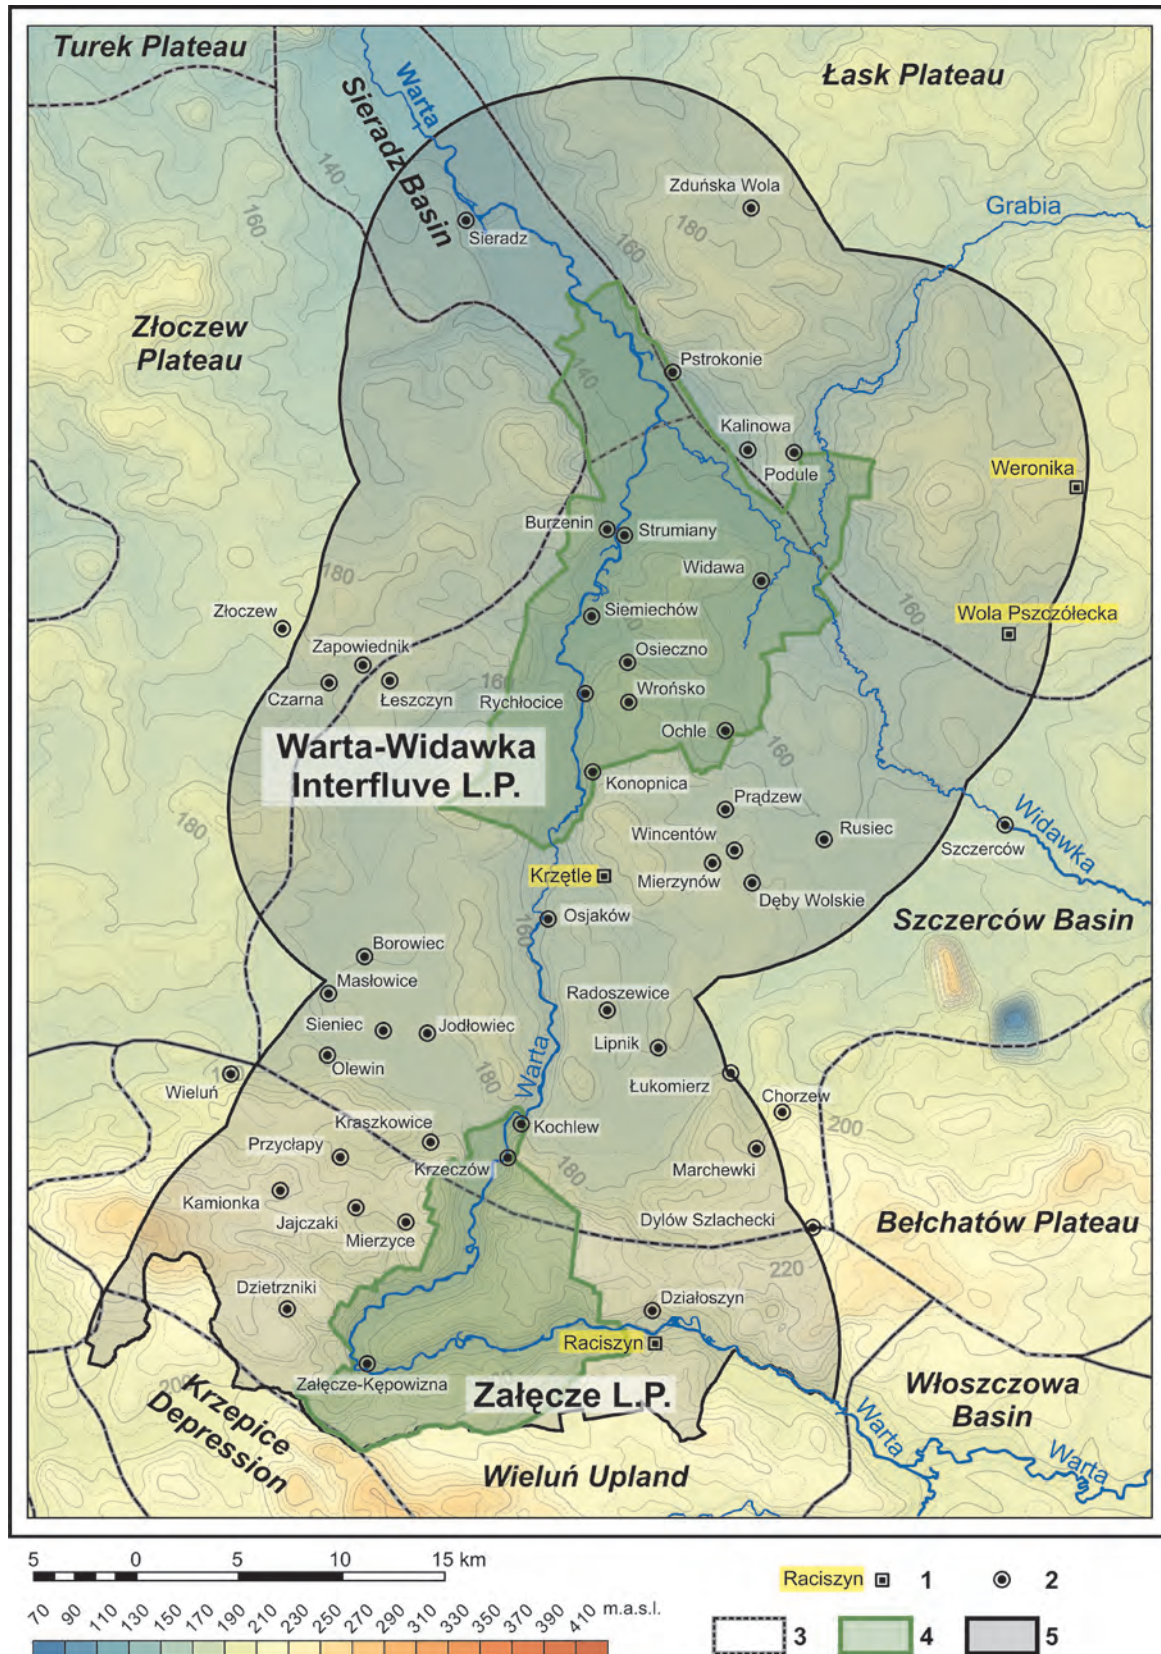 Turek Plateau
Łask Plateau
Warta
Sieradz Basin
Zduńska Wola
140
160
180
160
Grabia
Sieradz
Złoczew
Plateau
140
Pstrokonie
Kalinowa
Podule
Weronika
Burzenin
Strumiany
Widawa
180
Złoczew
Siemiechów
160
Wola Pszczółecka
Zapowiednik
Osieczno
Czarna
Łeszczyn
160
Rychłocice
Wrońsko
Ochle
Warta-Widawka
Interfluve L.P.
160
Konopnica
Prądzew
180
Wincentów
Rusiec
Szczerców
Widawka
Krzętle
Mierzynów
Dęby Wolskie
Osjaków
Szczerców Basin
160
Borowiec
Masłowice
Radoszewice
Sieniec
Jodłowiec
Lipnik
Olewin
Warta
180
Wieluń
Łukomierz
Chorzew
Kraszkowice
Kochlew
200
Przycłapy
Krzeczów
180
Marchewki
Kamionka
Jajczaki
Mierzyce
Dylów Szlachecki
Bełchatów Plateau
220
Dzietrzniki
Działoszyn
Raciszyn
Załęcze-Kępowizna
200
Załęcze L.P.
Krzepice
Depression
Włoszczowa
Basin
Warta
Warta
Wieluń Upland
5 0 5 10 15 km
70 90 110 130 150 170 190 210 230 250 270 290 310 330 350 370 390 410 m.a.s.l.
Raciszyn 1 2
3 4 5